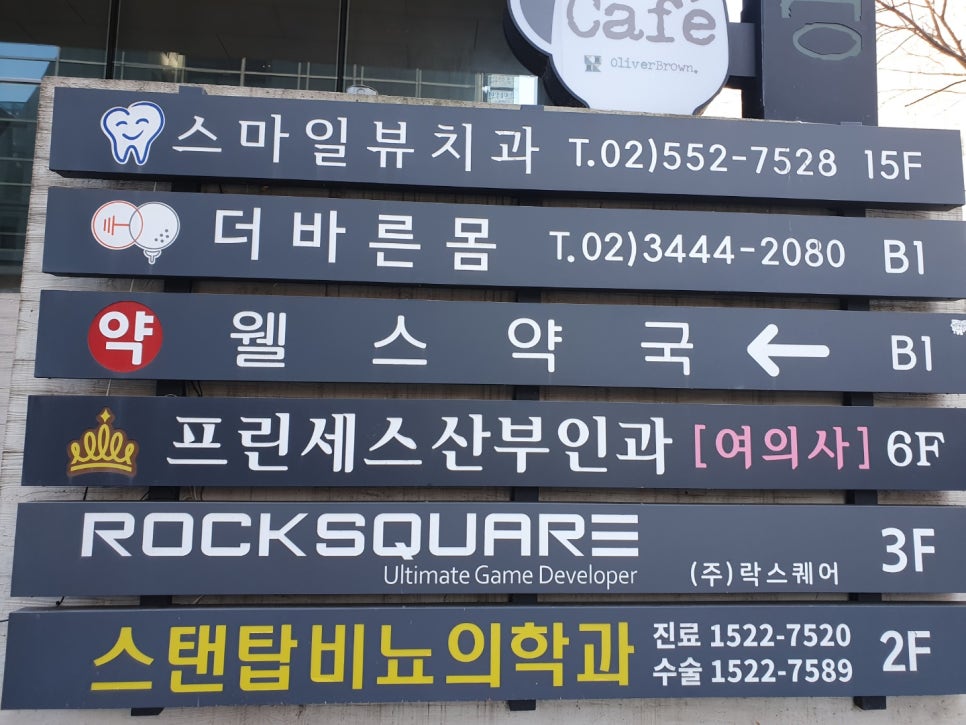 Café
OliverBrown.
스마일뷰치과 T.02)552-7528 15F
더바른몸 T.02)3444-2080 B1
약 웰스약국 ← B1
프린세스산부인과 [여의사] 6F
ROCKSQUARE
Ultimate Game Developer (주)락스퀘어 3F
스탠탑비뇨의학과 진료 1522-7520 2F
수술 1522-7589